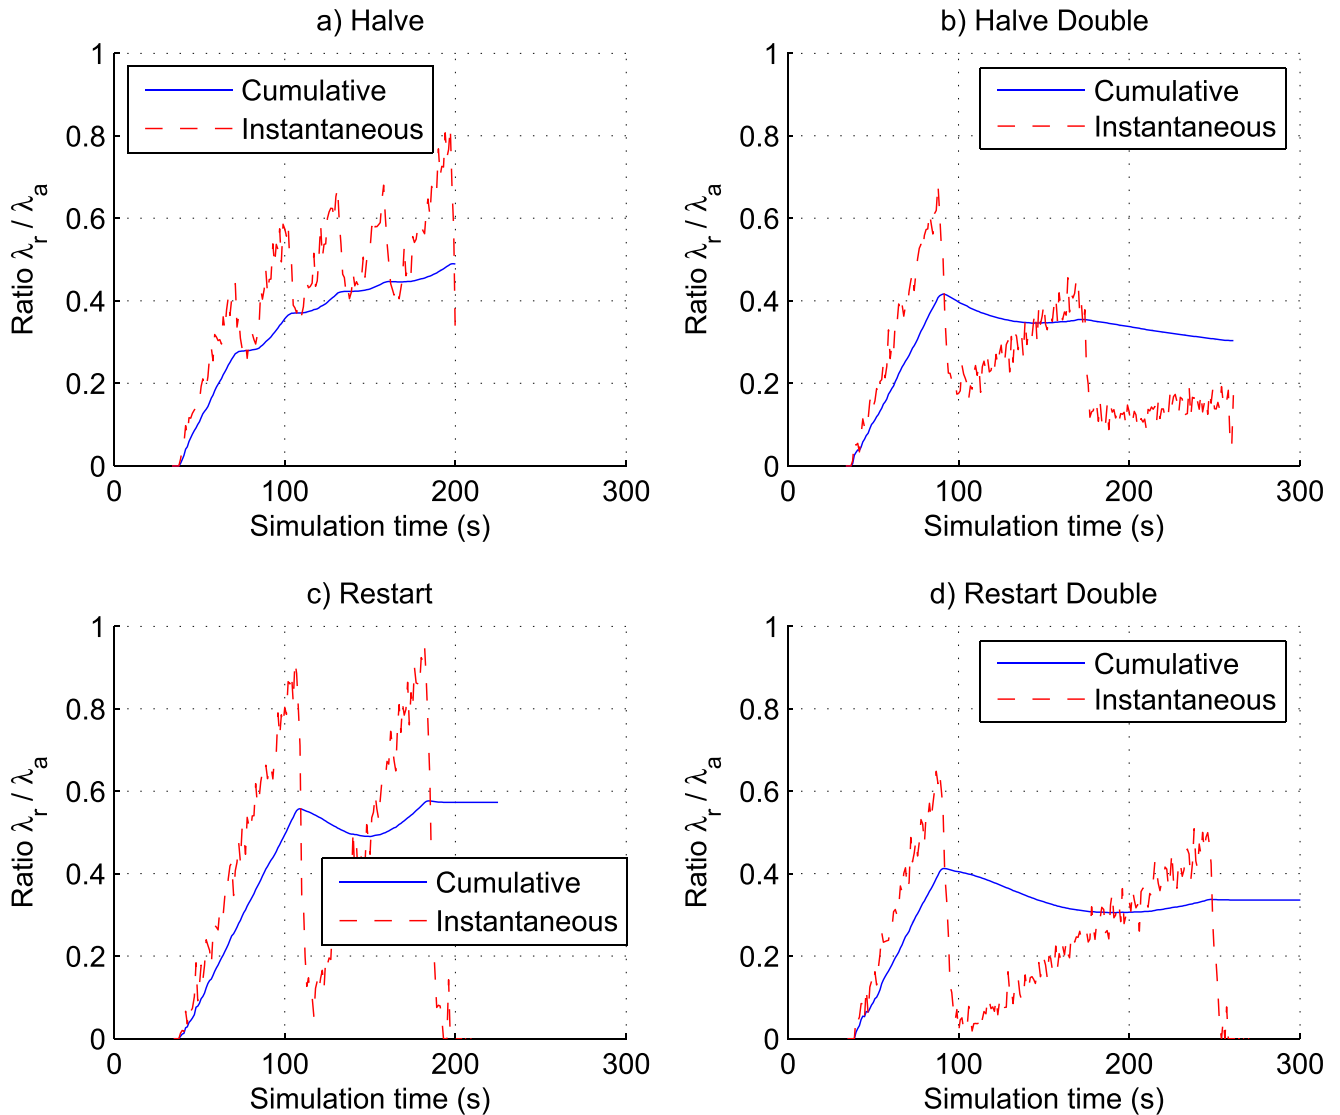 a) Halve
1
0.8
0.6
0.4
0.2
0
Ratio λr / λa
Cumulative
Instantaneous
0 100 200 300
Simulation time (s)
b) Halve Double
1
0.8
0.6
0.4
0.2
0
Ratio λr / λa
Cumulative
Instantaneous
0 100 200 300
Simulation time (s)
c) Restart
1
0.8
0.6
0.4
0.2
0
Ratio λr / λa
Cumulative
Instantaneous
0 100 200 300
Simulation time (s)
d) Restart Double
1
0.8
0.6
0.4
0.2
0
Ratio λr / λa
Cumulative
Instantaneous
0 100 200 300
Simulation time (s)